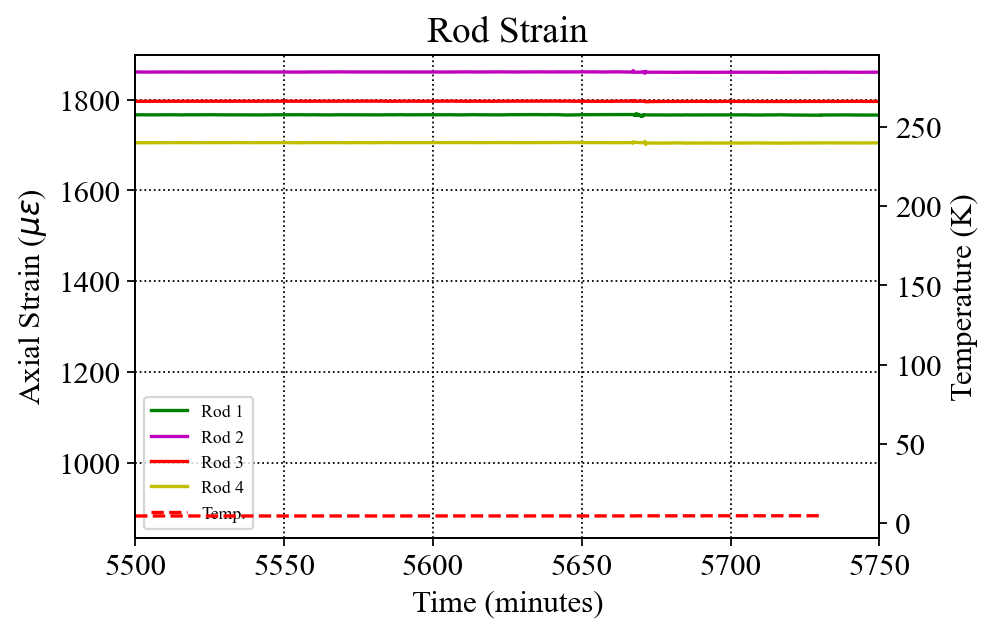 Rod Strain
Axial Strain (με)
1800
1600
1400
1200
1000
250
200
150
100
50
0
Temperature (K)
Rod 1
Rod 2
Rod 3
Rod 4
Temp.
5500 5550 5600 5650 5700 5750
Time (minutes)